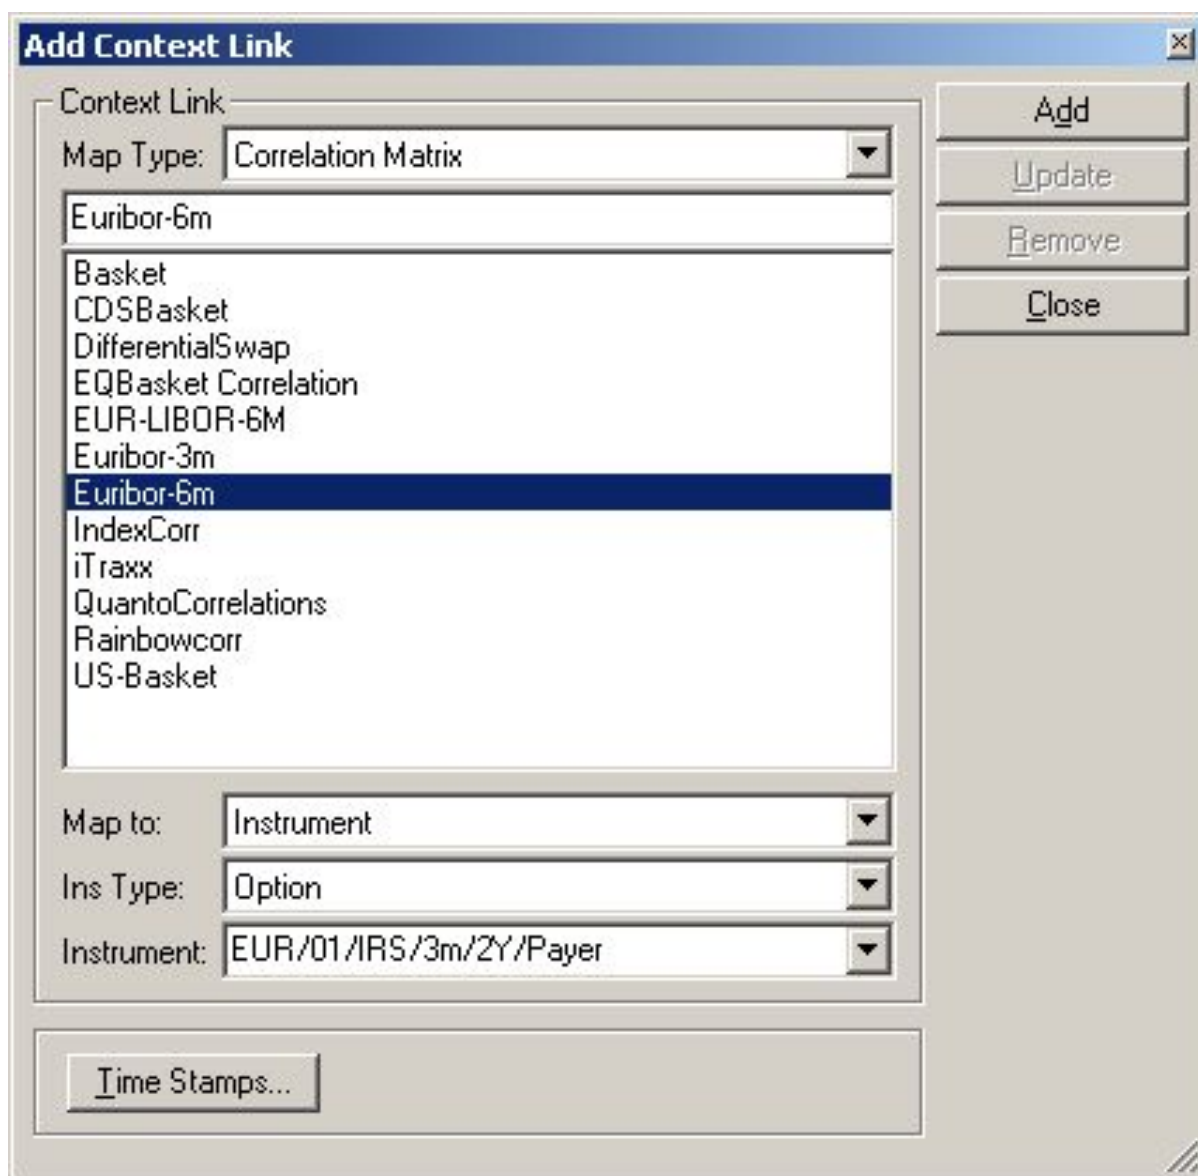 Add Context Link
Context Link
Map Type: Correlation Matrix
Euribor-6m
Basket
CDSBasket
DifferentialSwap
EQBasket Correlation
EUR-LIBOR-6M
Euribor-3m
Euribor-6m
IndexCorr
iTraxx
QuantoCorrelations
Rainbowcorr
US-Basket
Map to: Instrument
Ins Type: Option
Instrument: EUR/01/IRS/3m/2Y/Payer
Time Stamps...
Add
Update
Remove
Close